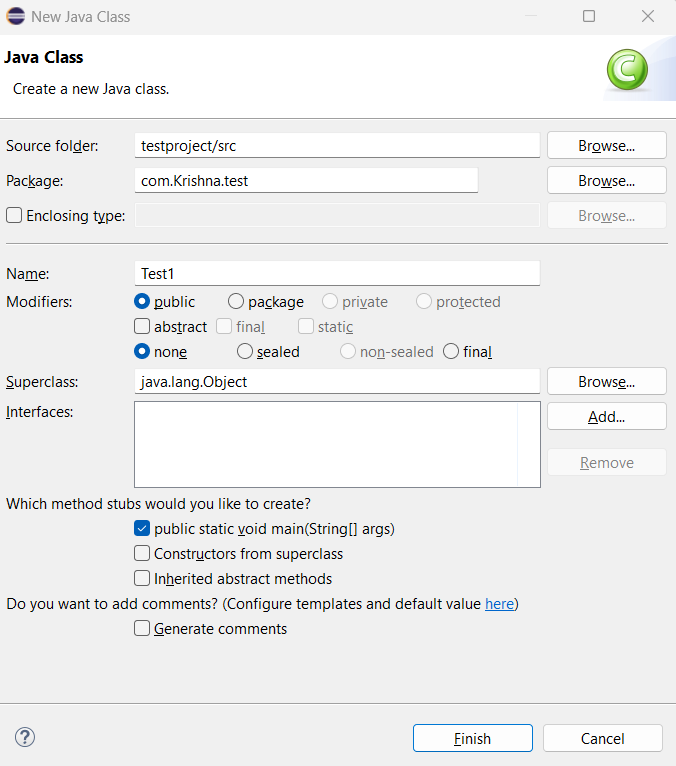 New Java Class
Java Class
Create a new Java class.
Source folder: testproject/src Browse...
Package: com.Krishna.test Browse...
Enclosing type: Browse...
Name: Test1
Modifiers: public package private protected
abstract final static
none sealed non-sealed final
Superclass: java.lang.Object Browse...
Interfaces: Add...
Remove
Which method stubs would you like to create?
public static void main(String[] args)
Constructors from superclass
Inherited abstract methods
Do you want to add comments? (Configure templates and default value here)
Generate comments
? Finish Cancel